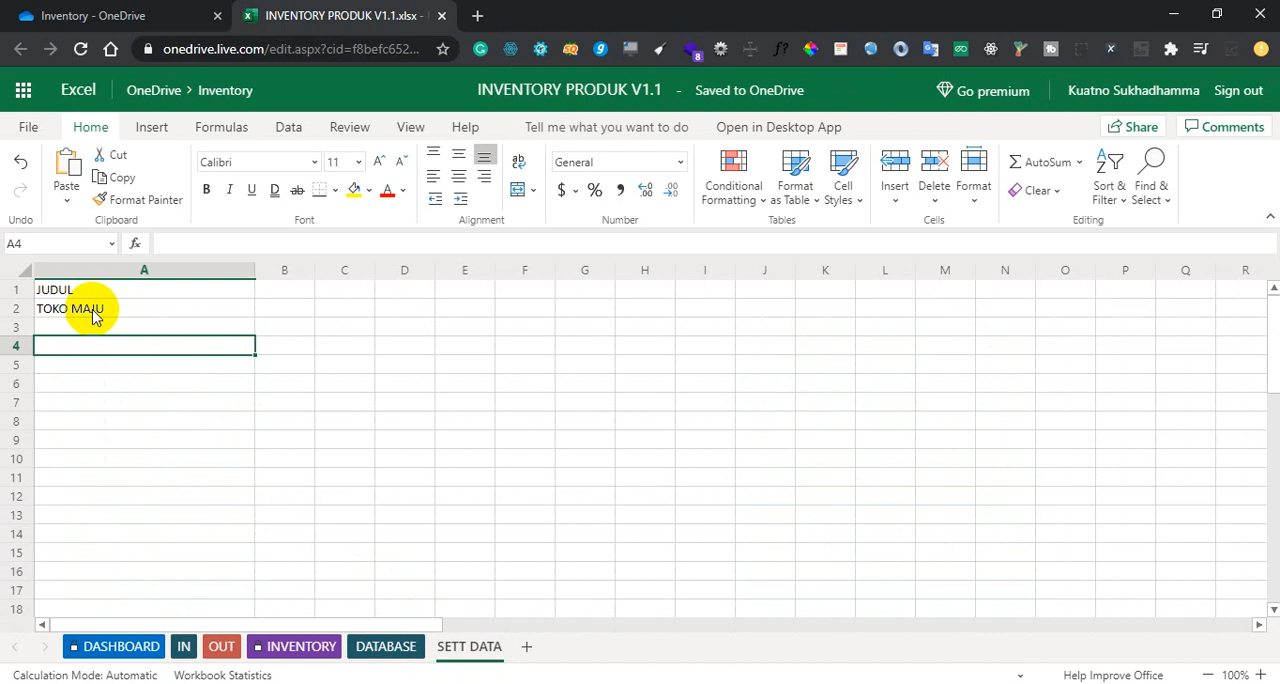 Inventory - OneDrive
INVENTORY PRODUK V1.1.xlsx -
onedrive.live.com/edit.aspx?cid=f8befc652...
8
Excel
OneDrive > Inventory
INVENTORY PRODUK V1.1 - Saved to OneDrive
Go premium
Kuatno Sukhadhamma
Sign out
File Home Insert Formulas Data Review View Help Tell me what you want to do Open in Desktop App Share Comments
Paste
Cut
Copy
Format Painter
Calibri 11
B I U D ab A
ab
General
$ % 9 .00
Conditional Formatting
Format as Table
Cell Styles
Insert Delete Format
AutoSum
Clear
Sort & Filter
Find & Select
Undo Clipboard Font Alignment Number Tables Cells Editing
A4 fx
A B C D E F G H I J K L M N O P Q R
1 JUDUL
2 TOKO MAJU
3
4
5
6
7
8
9
10
11
12
13
14
15
16
17
18
DASHBOARD IN OUT INVENTORY DATABASE SETT DATA +
Calculation Mode: Automatic Workbook Statistics Help Improve Office 100%